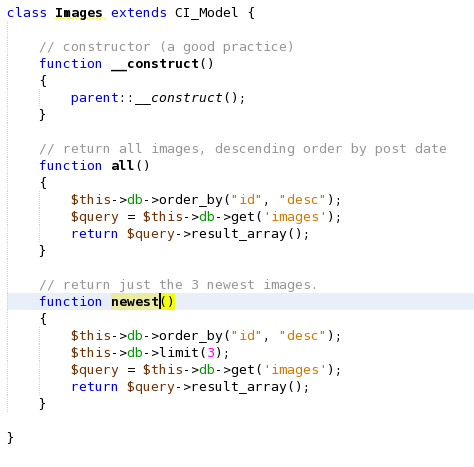 class Images extends CI_Model {
// constructor (a good practice)
function __construct()
{
parent::__construct();
}
// return all images, descending order by post date
function all()
{
$this->db->order_by("id", "desc");
$query = $this->db->get('images');
return $query->result_array();
}
// return just the 3 newest images.
function newest()
{
$this->db->order_by("id", "desc");
$this->db->limit(3);
$query = $this->db->get('images');
return $query->result_array();
}
}